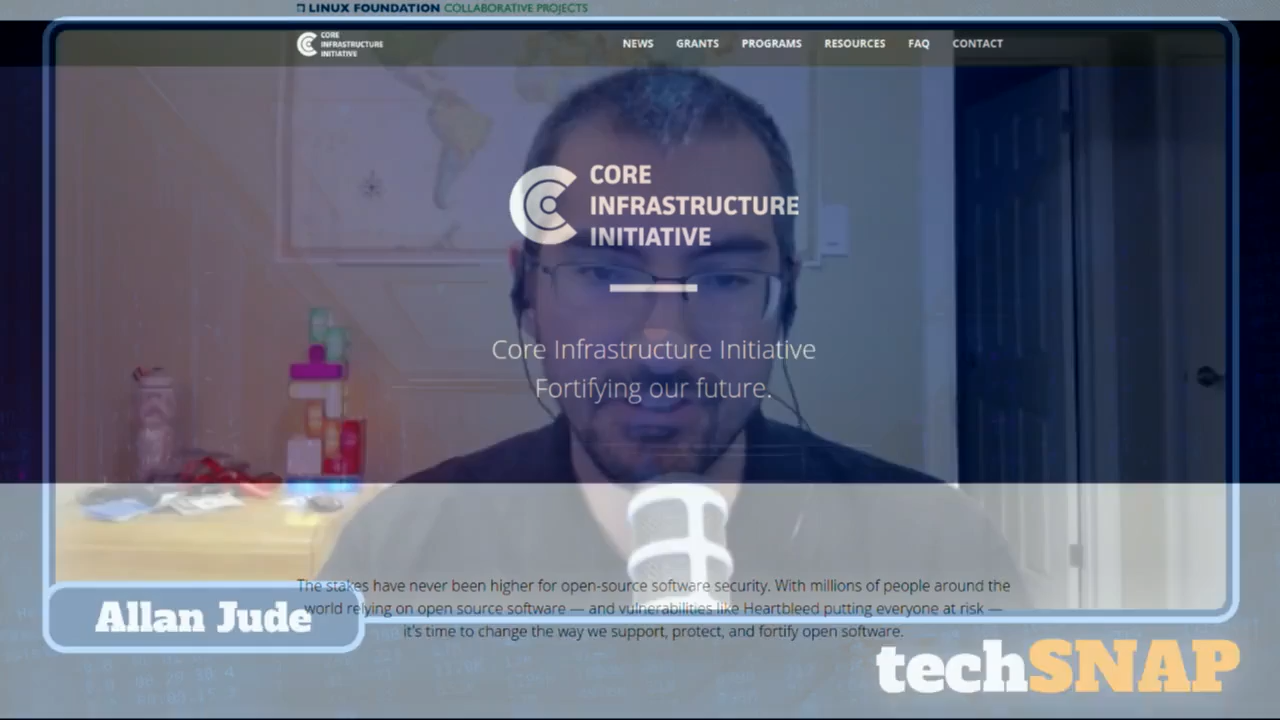 LINUX FOUNDATION COLLABORATIVE PROJECTS
CORE
INFRASTRUCTURE
INITIATIVE
NEWS GRANTS PROGRAMS RESOURCES FAQ CONTACT
CORE
INFRASTRUCTURE
INITIATIVE
Core Infrastructure Initiative
Fortifying our future.
The stakes have never been higher for open-source software security. With millions of people around the
world relying on open source software — and vulnerabilities like Heartbleed putting everyone at risk —
it's time to change the way we support, protect, and fortify open software.
Allan Jude
techSNAP